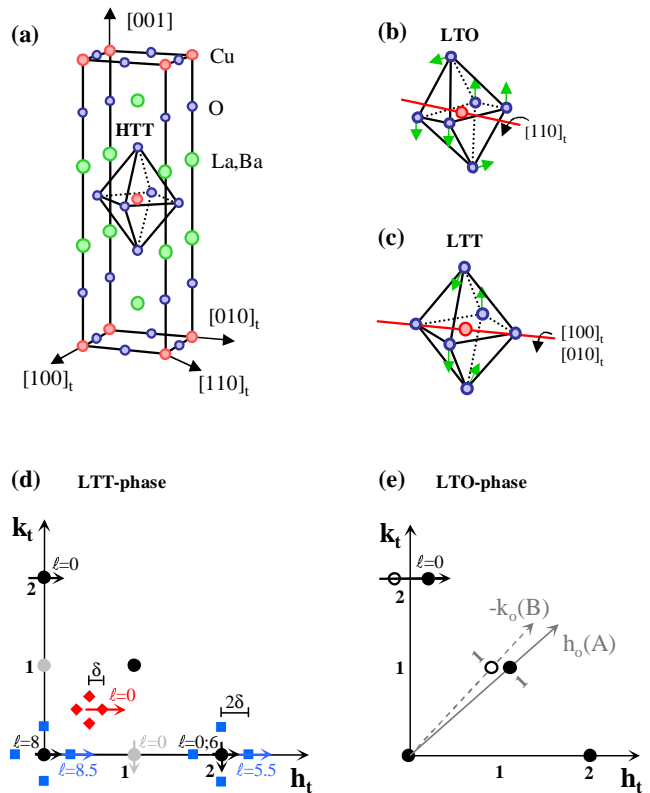 (a)
[001]
Cu
O
HTT
La,Ba
[010]t
[100]t
[110]t
(b)
LTO
[110]t
(c)
LTT
[100]t
[010]t
(d) LTT-phase
kt
ℓ=0
2
1
δ
ℓ=0
2δ
ℓ=8
ℓ=0
ℓ=0;6
ℓ=8.5
1
2
ℓ=5.5
ht
(e) LTO-phase
kt
ℓ=0
2
-ko(B)
ho(A)
1
1
1
1
2
ht